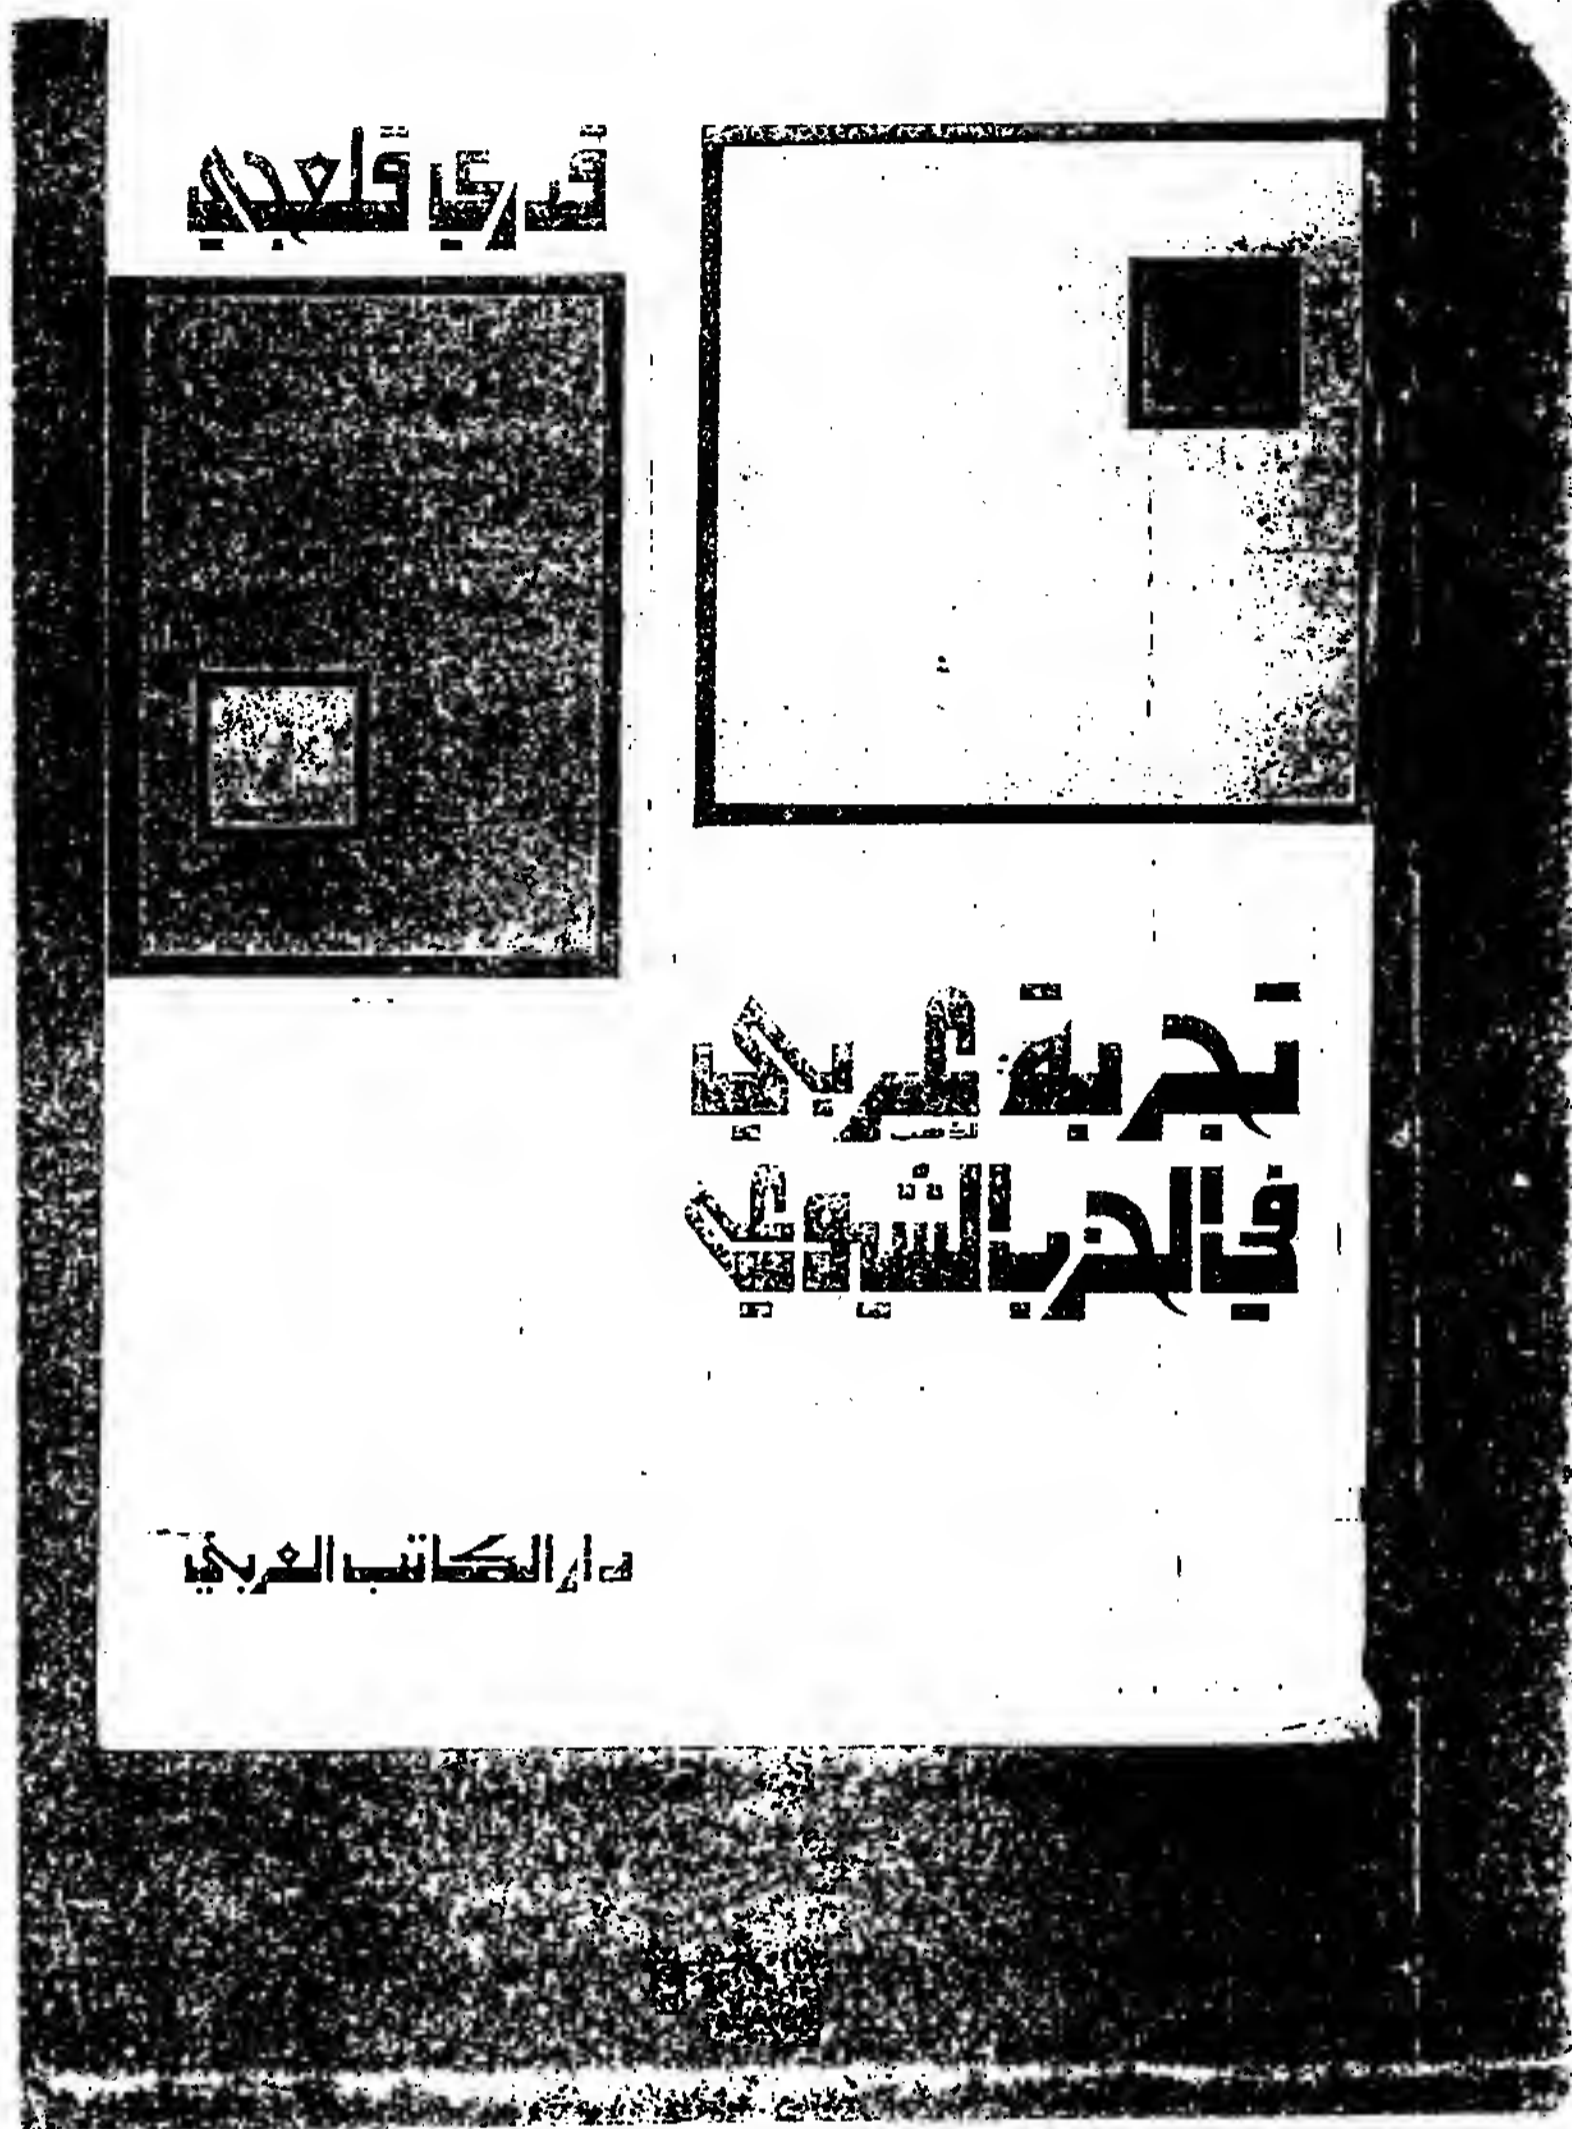 قدري قلعجي
تجربة عربي
في الحزب الشيوعي
دار الكاتب العربي